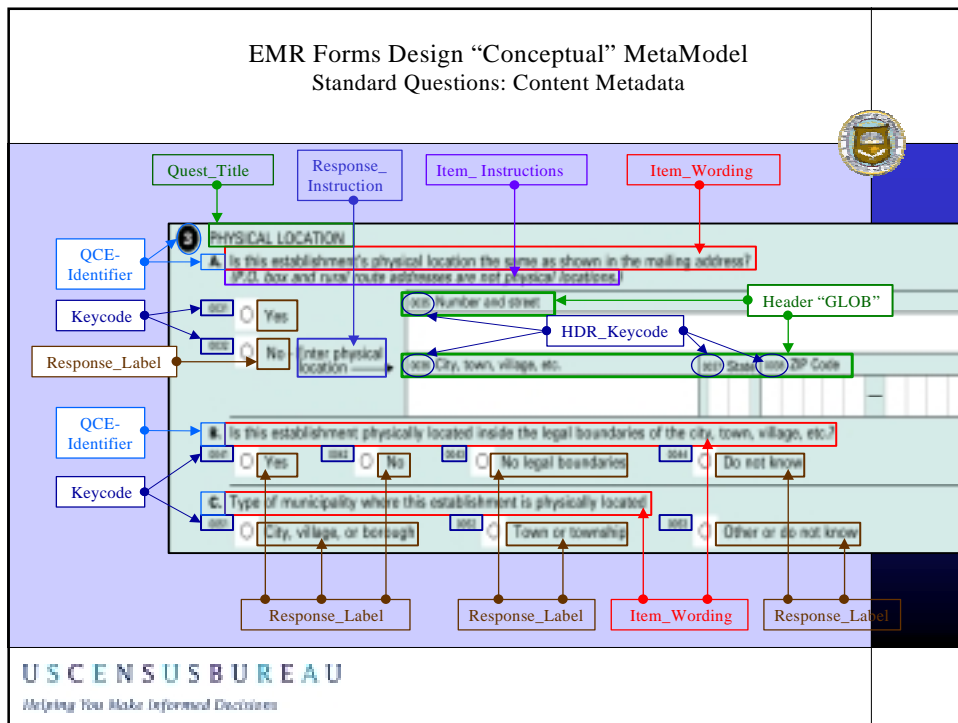 EMR Forms Design “Conceptual” MetaModel
Standard Questions: Content Metadata
Quest_Title
Response_
Instruction
Item_ Instructions
Item_Wording
QCE-
Identifier
3 PHYSICAL LOCATION
A. Is this establishment's physical location the same as shown in the mailing address?
(P.O. box and rural route addresses are not physical locations.)
Keycode
Yes
Number and street
Header “GLOB”
HDR_Keycode
Response_Label
No - Enter physical
location
City, town, village, etc.
State
ZIP Code
QCE-
Identifier
B. Is this establishment physically located inside the legal boundaries of the city, town, village, etc.?
Yes
No
No legal boundaries
Do not know
Keycode
C. Type of municipality where this establishment is physically located
City, village, or borough
Town or township
Other or do not know
Response_Label
Response_Label
Item_Wording
Response_Label
USCENSUSBUREAU
Helping You Make Informed Decisions